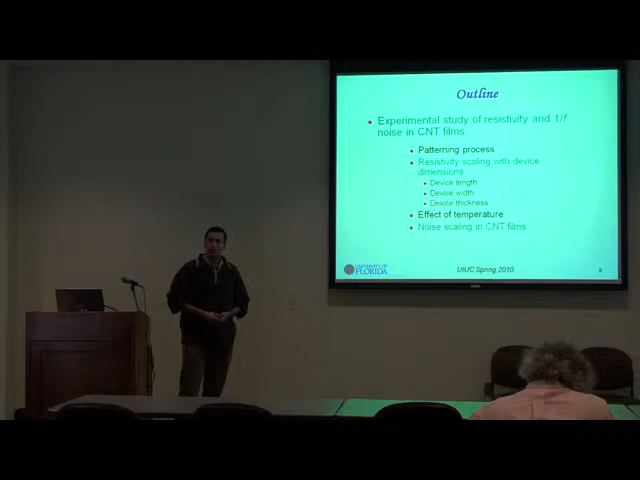 Outline
• Experimental study of resistivity and 1/f
noise in CNT films
• Patterning process
• Resistivity scaling with device
dimensions
• Device length
• Device width
• Device thickness
• Effect of temperature
• Noise scaling in CNT films
UNIVERSITY OF
FLORIDA
UIUC Spring 2010